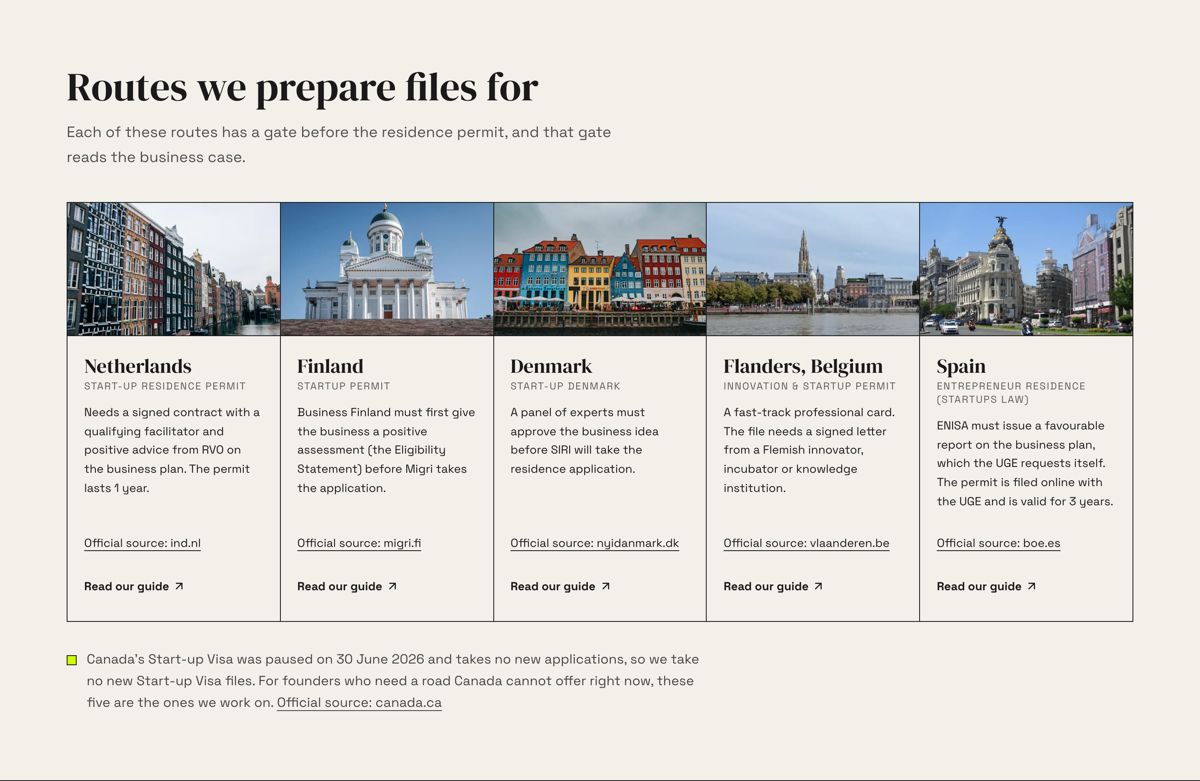 Routes we prepare files for
Each of these routes has a gate before the residence permit, and that gate
reads the business case.
Netherlands
START-UP RESIDENCE PERMIT
Needs a signed contract with a
qualifying facilitator and
positive advice from RVO on
the business plan. The permit
lasts 1 year.
Official source: ind.nl
Read our guide ↗
Finland
STARTUP PERMIT
Business Finland must first give
the business a positive
assessment (the Eligibility
Statement) before Migri takes
the application.
Official source: migri.fi
Read our guide ↗
Denmark
START-UP DENMARK
A panel of experts must
approve the business idea
before SIRI will take the
residence application.
Official source: nyidanmark.dk
Read our guide ↗
Flanders, Belgium
INNOVATION & STARTUP PERMIT
A fast-track professional card.
The file needs a signed letter
from a Flemish innovator,
incubator or knowledge
institution.
Official source: vlaanderen.be
Read our guide ↗
Spain
ENTREPRENEUR RESIDENCE
(STARTUPS LAW)
ENISA must issue a favourable
report on the business plan,
which the UGE requests itself.
The permit is filed online with
the UGE and is valid for 3 years.
Official source: boe.es
Read our guide ↗
Canada's Start-up Visa was paused on 30 June 2026 and takes no new applications, so we take
no new Start-up Visa files. For founders who need a road Canada cannot offer right now, these
five are the ones we work on. Official source: canada.ca